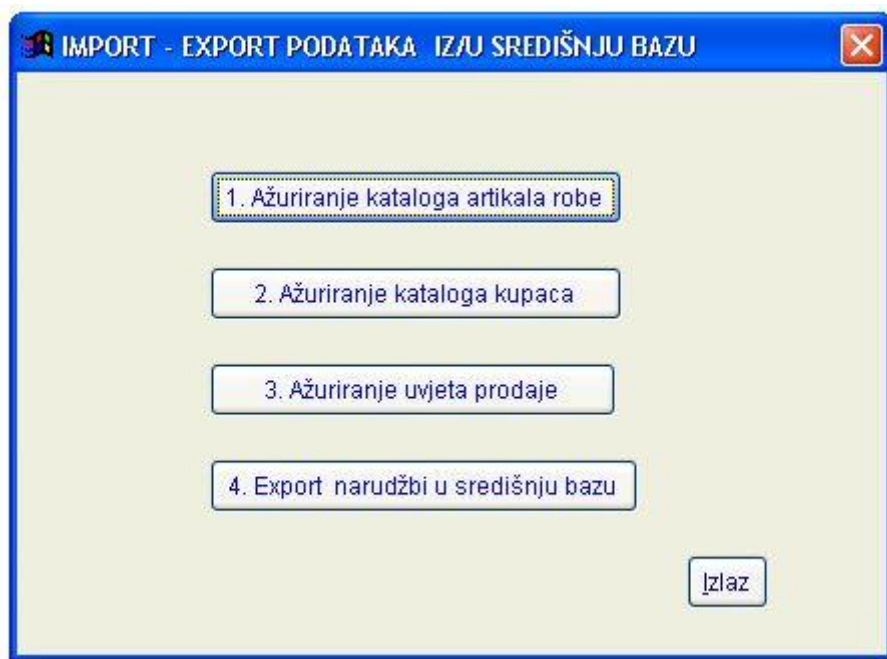 IMPORT - EXPORT PODATAKA IZ/U SREDIŠNJU BAZU
1. Ažuriranje kataloga artikala robe
2. Ažuriranje kataloga kupaca
3. Ažuriranje uvjeta prodaje
4. Export narudžbi u središnju bazu
Izlaz